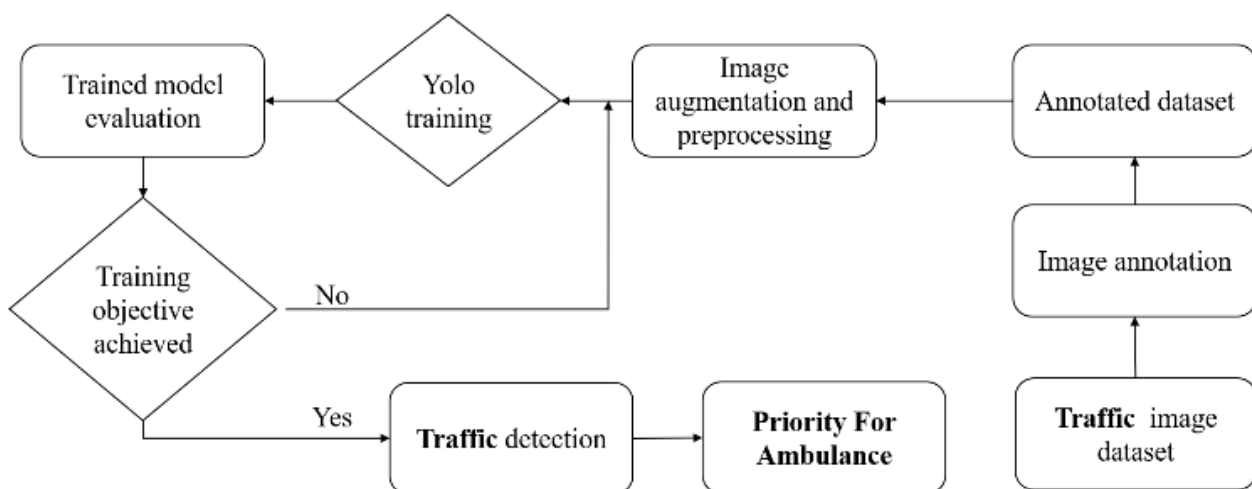 Trained model
evaluation
Yolo
training
Image
augmentation and
preprocessing
Annotated dataset
Image annotation
Training
objective
achieved
No
Yes
Traffic detection
Priority For
Ambulance
Traffic image
dataset